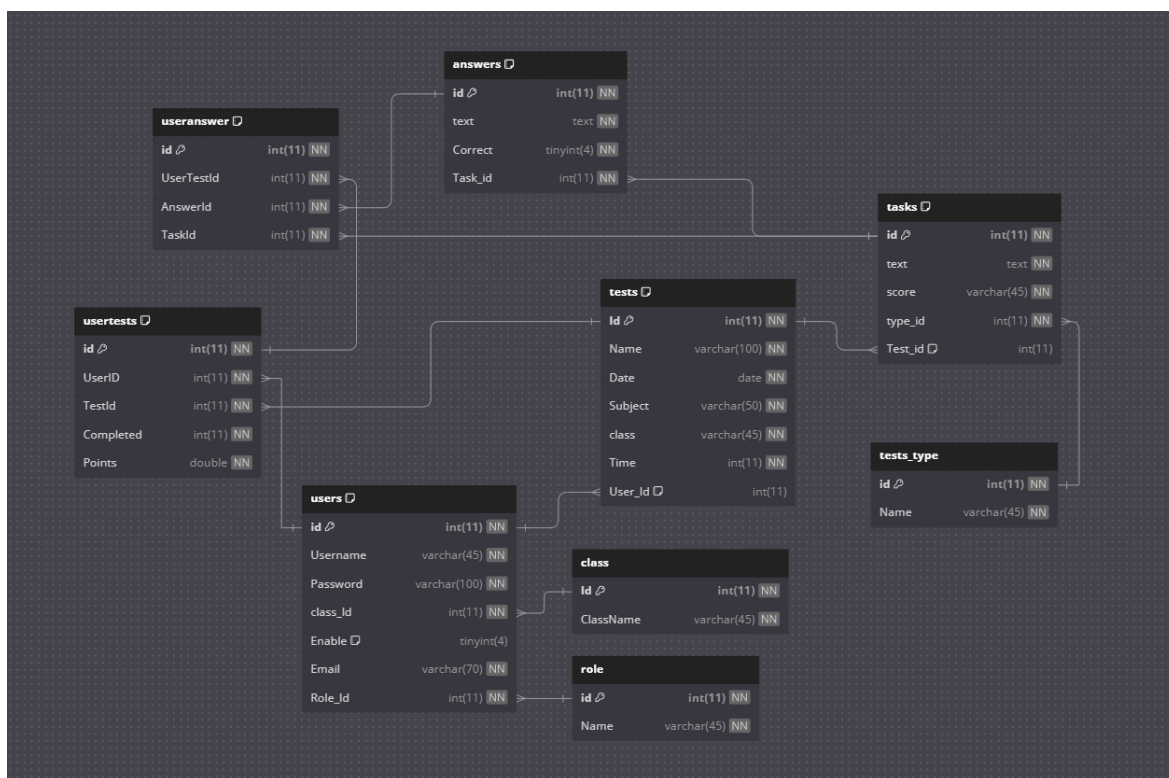 answers
id int(11) NN
text text NN
Correct tinyint(4) NN
Task_id int(11) NN
useranswer
id int(11) NN
UserTestId int(11) NN
AnswerId int(11) NN
TaskId int(11) NN
tasks
id int(11) NN
text text NN
score varchar(45) NN
type_id int(11) NN
Test_id int(11)
tests
Id int(11) NN
Name varchar(100) NN
Date date NN
Subject varchar(50) NN
class varchar(45) NN
Time int(11) NN
User_Id int(11)
usertests
id int(11) NN
UserID int(11) NN
TestId int(11) NN
Completed int(11) NN
Points double NN
tests_type
id int(11) NN
Name varchar(45) NN
users
id int(11) NN
Username varchar(45) NN
Password varchar(100) NN
class_Id int(11) NN
Enable tinyint(4)
Email varchar(70) NN
Role_Id int(11) NN
class
Id int(11) NN
ClassName varchar(45) NN
role
id int(11) NN
Name varchar(45) NN